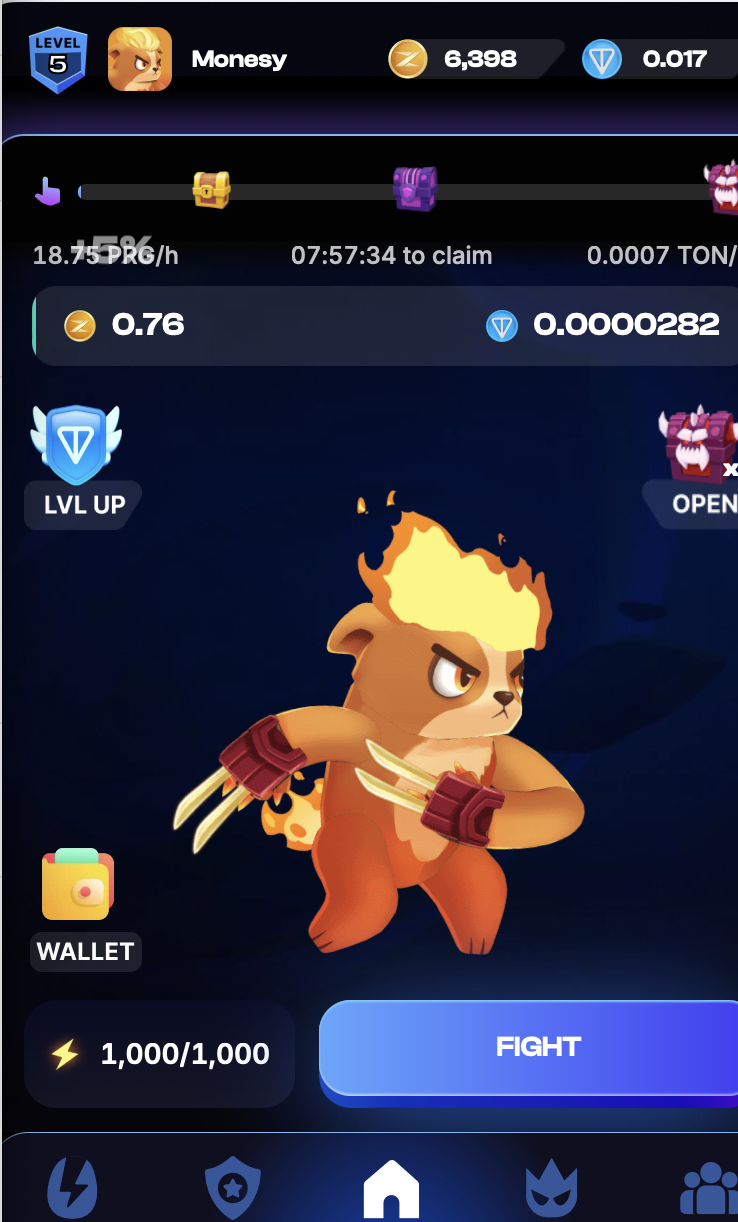 LEVEL
5
Monesy
6,398
0.017
+5%
18.75 PRG/h
07:57:34 to claim
0.0007 TON/
0.76
0.0000282
LVL UP
x
OPEN
WALLET
1,000/1,000
FIGHT